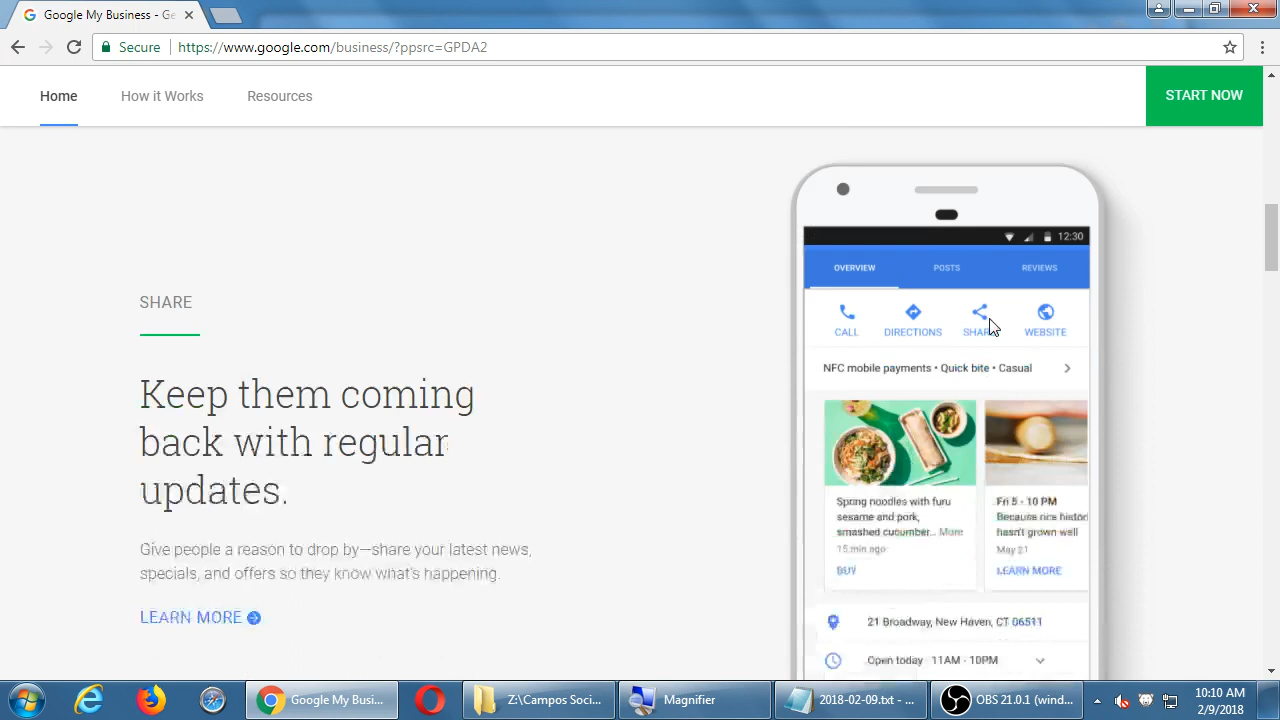 Google My Business - Ge
Secure
https://www.google.com/business/?ppsrc=GPDA2
Home
How it Works
Resources
START NOW
SHARE
Keep them coming
back with regular
updates.
Give people a reason to drop by—share your latest news,
specials, and offers so they know what's happening.
LEARN MORE
12:30
OVERVIEW
POSTS
REVIEWS
CALL
DIRECTIONS
SHARE
WEBSITE
NFC mobile payments • Quick bite • Casual
Spring noodles with furu
sesame and pork,
smashed cucumber... More
15 min ago
BUY
Fri 5 - 10 PM
Because rice histori
hasn't grown well
May 21
LEARN MORE
21 Broadway, New Haven, CT 06511
Open today 11AM - 10PM
Google My Busi...
Z:\Campos Soci...
Magnifier
2018-02-09.txt - ...
OBS 21.0.1 (wind...
10:10 AM
2/9/2018